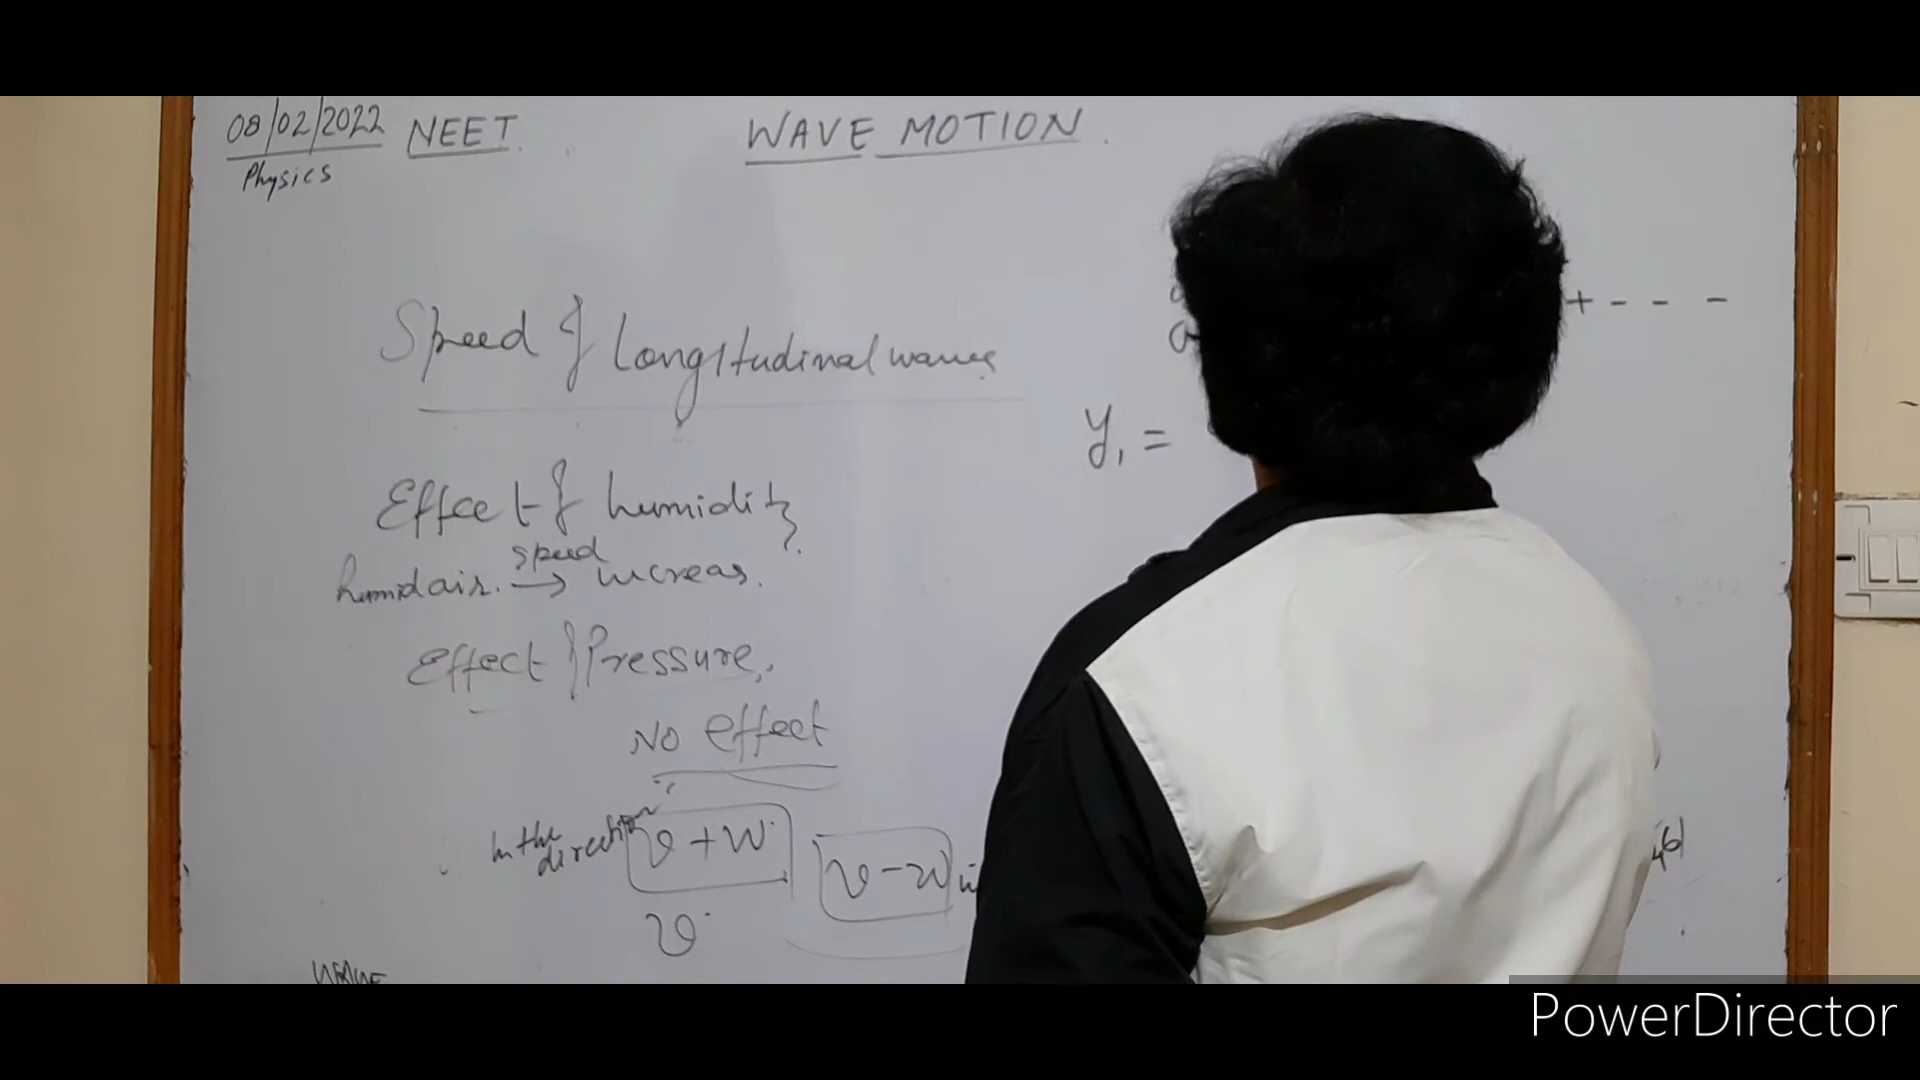 08/02/2022 NEET
WAVE MOTION.
Physics
Speed of Longitudinal waves
+ - - -
y₁ =
Effect of humidity
speed
humid air. → increas.
Effect of Pressure,
No effect
In the direction
v + w
v - w
v
PowerDirector